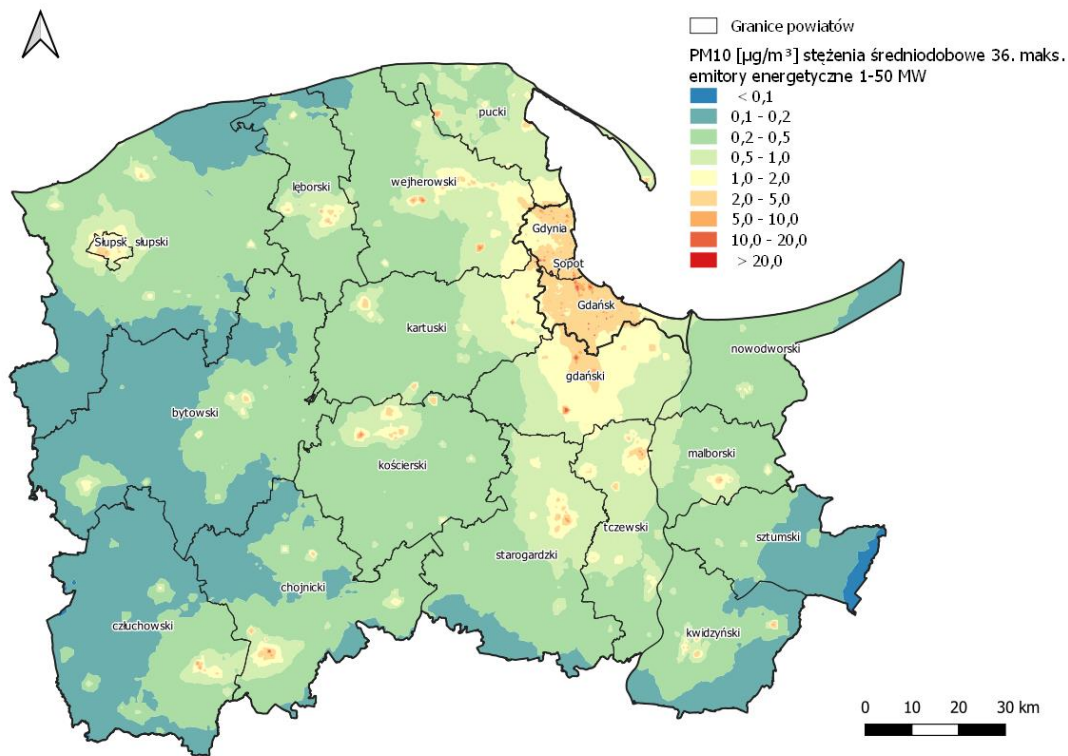 Granice powiatów
PM10 [µg/m³] stężenia średniodobowe 36. maks.
emitory energetyczne 1-50 MW
< 0,1
0,1 - 0,2
0,2 - 0,5
0,5 - 1,0
1,0 - 2,0
2,0 - 5,0
5,0 - 10,0
10,0 - 20,0
> 20,0
pucki
lęborski
wejherowski
Gdynia
Słupsk słupski
Sopot
Gdańsk
kartuski
nowodworski
gdański
bytowski
malborski
kościerski
tczewski
sztumski
starogardzki
chojnicki
człuchowski
kwidzyński
0 10 20 30 km